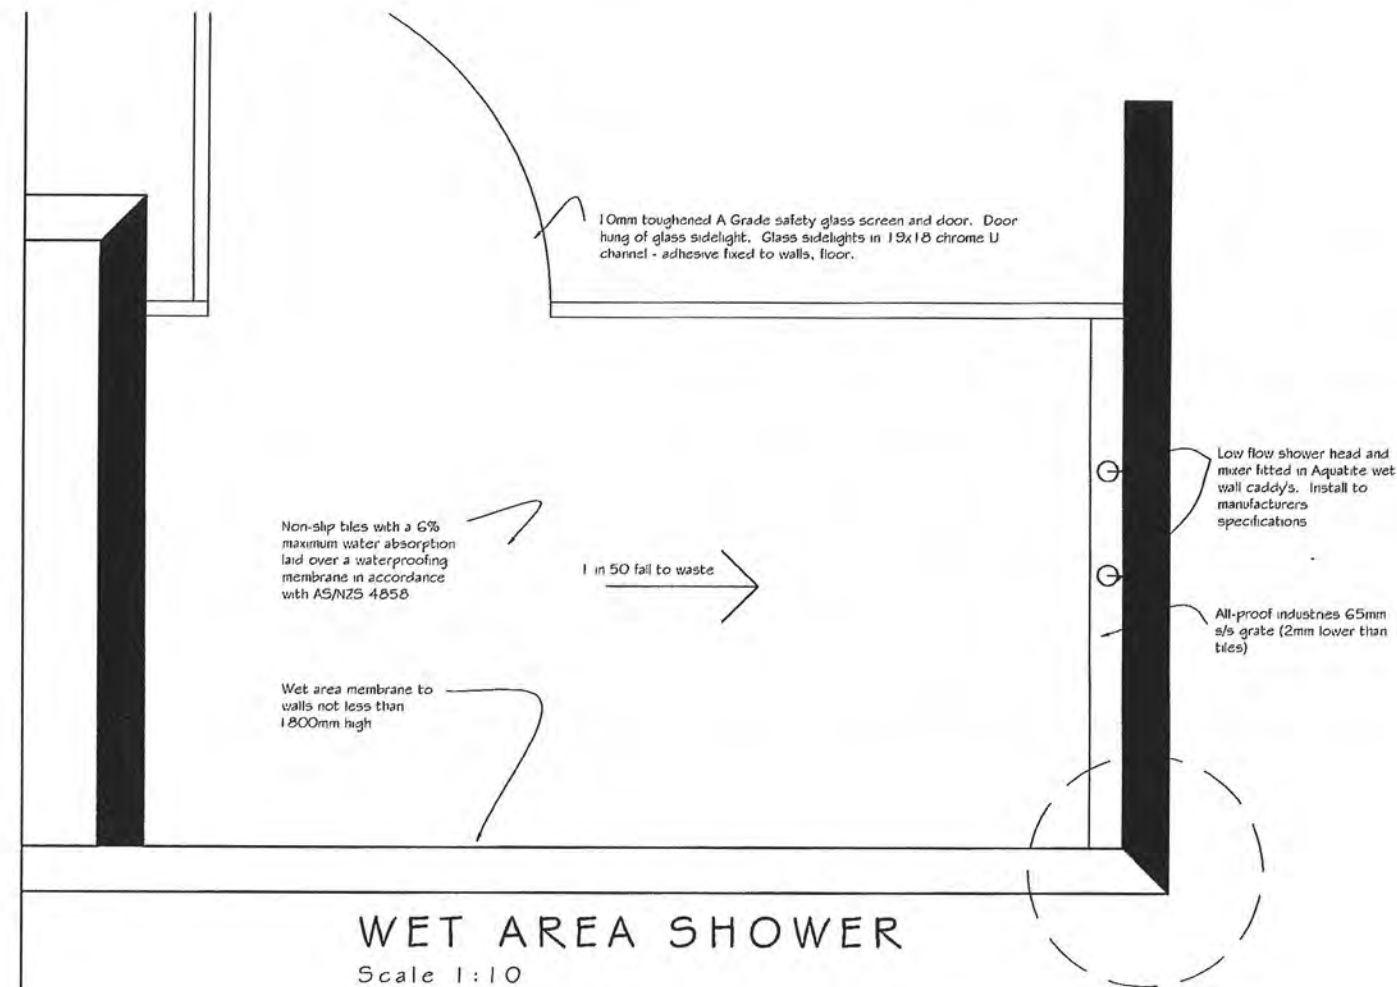 10mm toughened A Grade safety glass screen and door. Door
hung of glass sidelight. Glass sidelights in 19x18 chrome U
channel - adhesive fixed to walls, floor.
Low flow shower head and
mixer fitted in Aquatite wet
wall caddy's. Install to
manufacturers
specifications
Non-slip tiles with a 6%
maximum water absorption
laid over a waterproofing
membrane in accordance
with AS/NZS 4858
1 in 50 fall to waste
All-proof industries 65mm
s/s grate (2mm lower than
tiles)
Wet area membrane to
walls not less than
1800mm high
WET AREA SHOWER
Scale 1:10